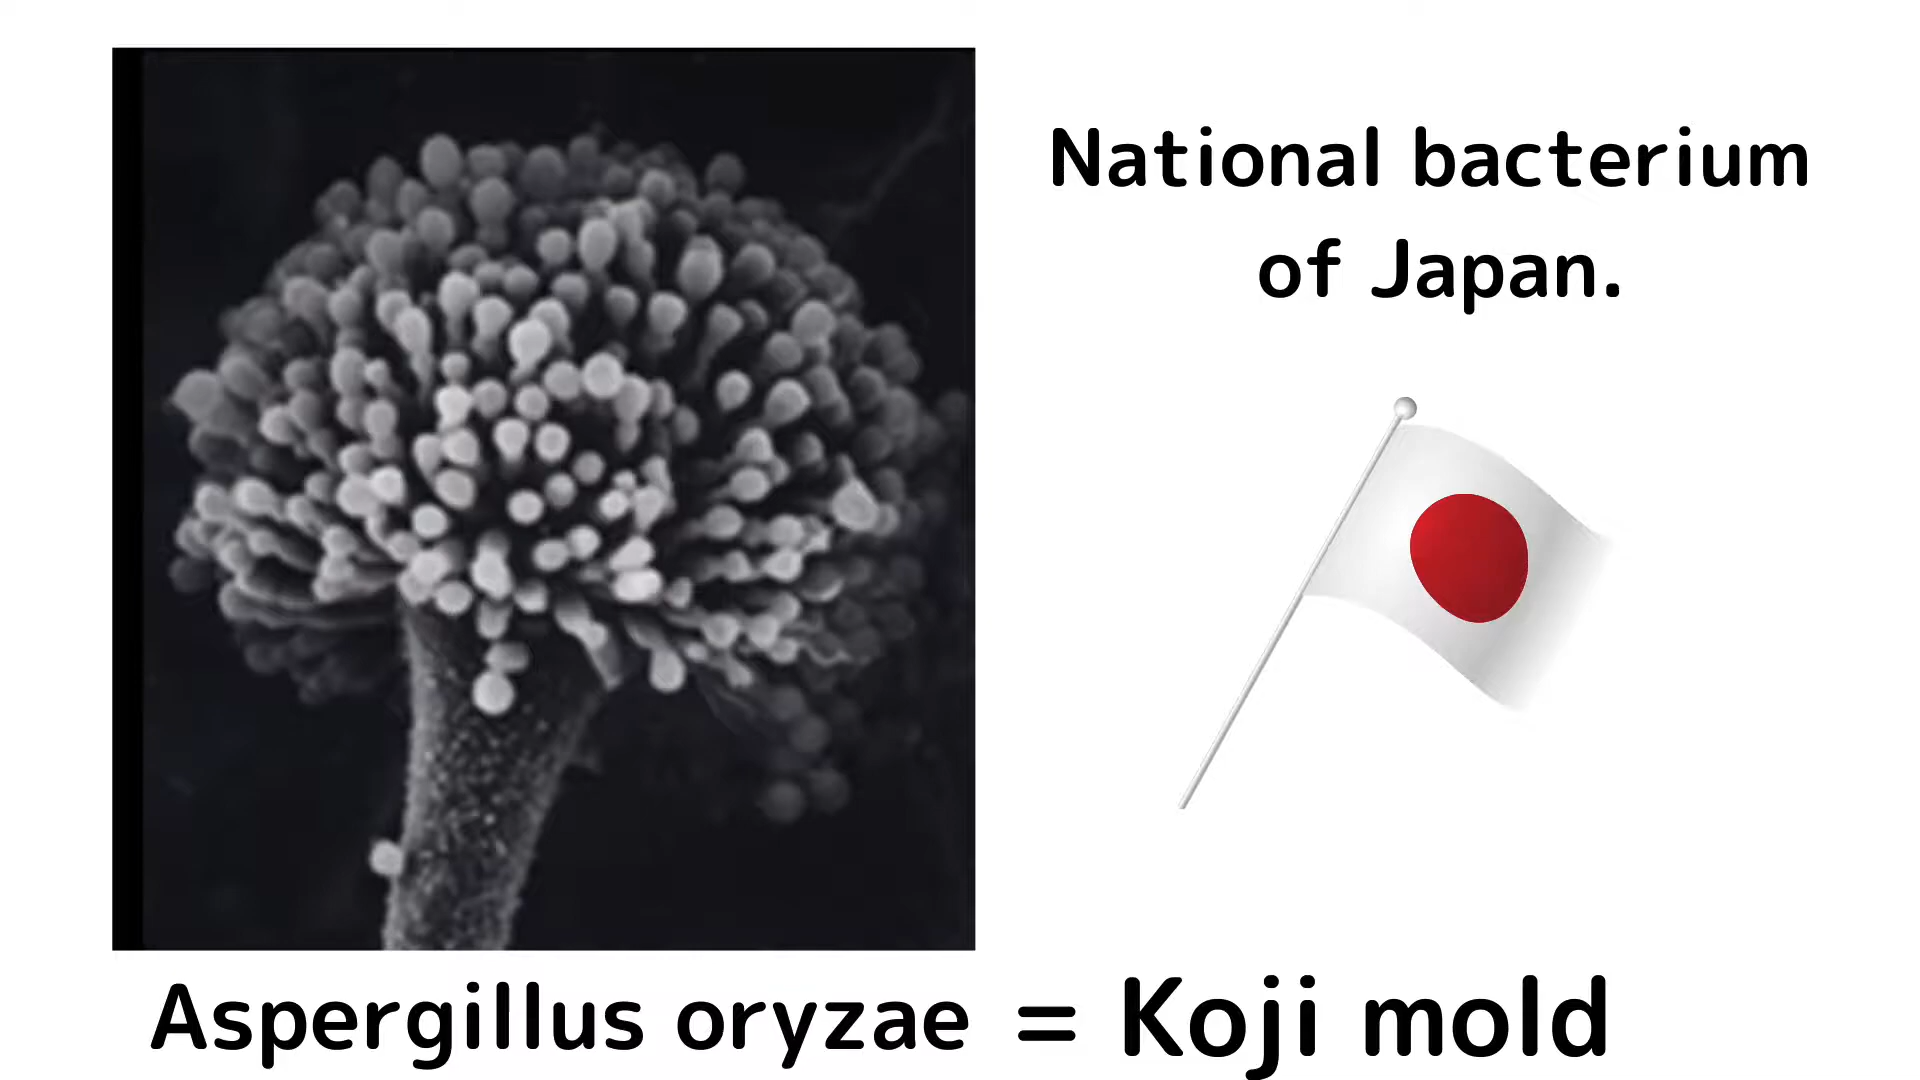 National bacterium
of Japan.
Aspergillus oryzae = Koji mold